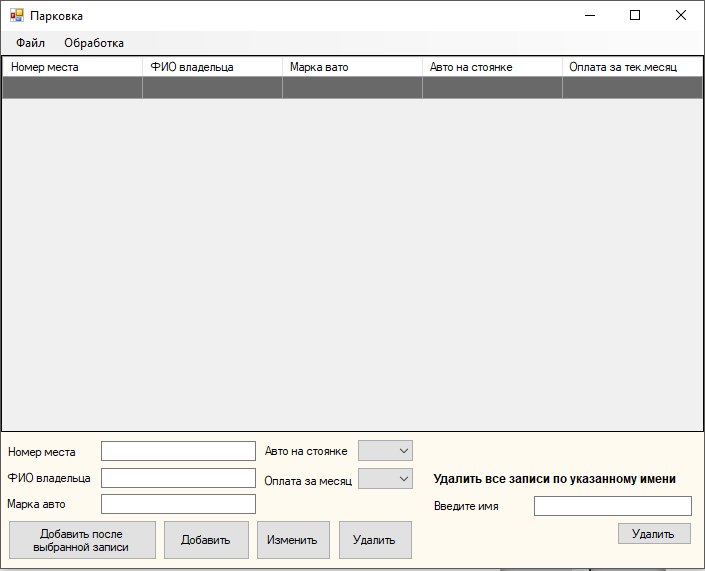 Парковка
Файл Обработка
Номер места ФИО владельца Марка вато Авто на стоянке Оплата за тек.месяц
Номер места Авто на стоянке
ФИО владельца Оплата за месяц Удалить все записи по указанному имени
Марка авто Введите имя
Добавить после
выбранной записи
Добавить Изменить Удалить Удалить